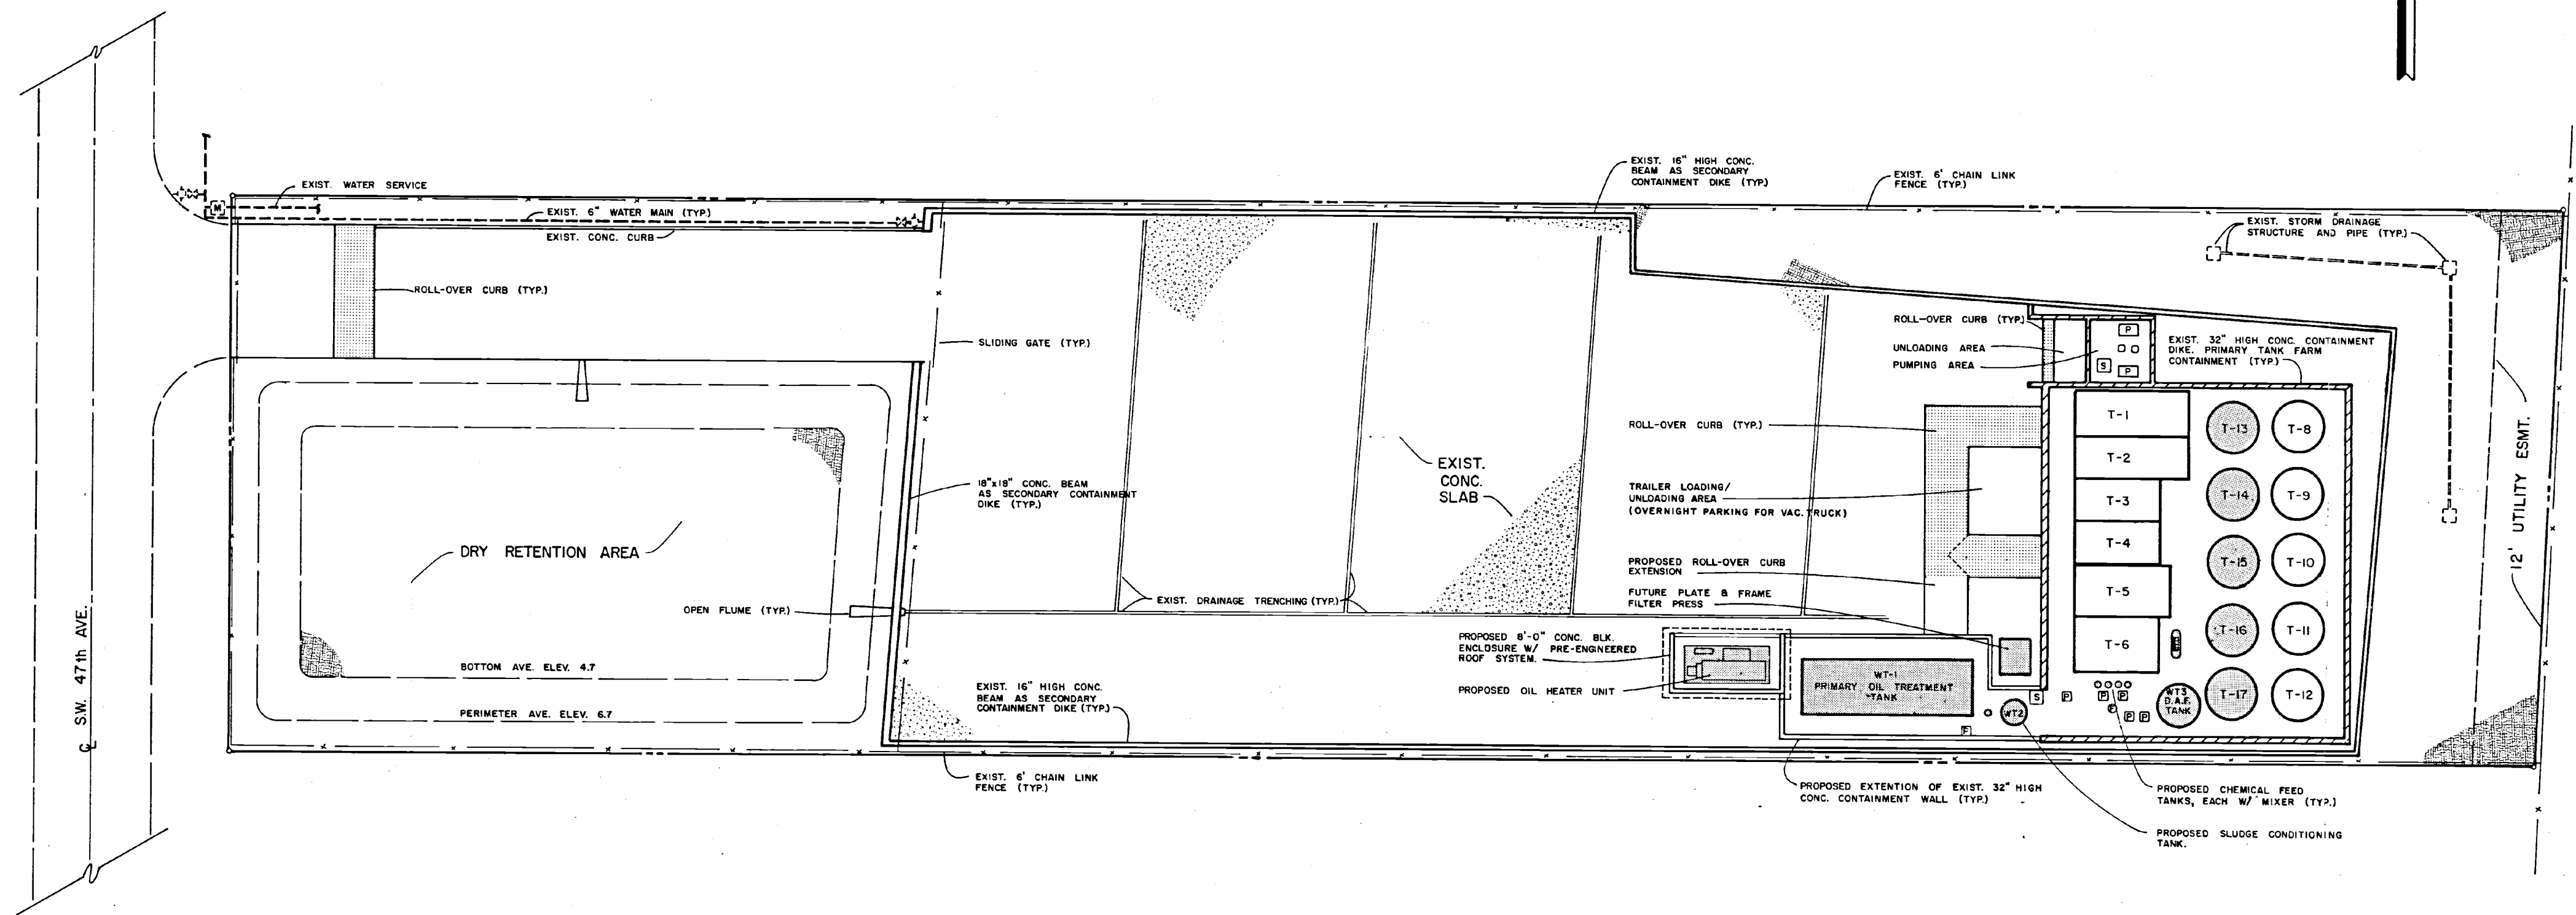 EXIST. 16" HIGH CONC.
BEAM AS SECONDARY
CONTAINMENT DIKE (TYP.)
EXIST. 6' CHAIN LINK
FENCE (TYP.)
EXIST. WATER SERVICE
M
EXIST. 6" WATER MAIN (TYP.)
EXIST. CONC. CURB
EXIST. STORM DRAINAGE
STRUCTURE AND PIPE (TYP.)
ROLL-OVER CURB (TYP.)
SLIDING GATE (TYP.)
ROLL-OVER CURB (TYP.)
UNLOADING AREA
PUMPING AREA
P
S
P
EXIST. 32" HIGH CONC. CONTAINMENT
DIKE. PRIMARY TANK FARM
CONTAINMENT (TYP.)
ROLL-OVER CURB (TYP.)
T-1
T-2
T-3
T-4
T-5
T-6
T-13
T-14
T-15
T-16
T-17
T-8
T-9
T-10
T-11
T-12
12' UTILITY ESMT.
EXIST.
CONC.
SLAB
18"x18" CONC. BEAM
AS SECONDARY CONTAINMENT
DIKE (TYP.)
TRAILER LOADING/
UNLOADING AREA
(OVERNIGHT PARKING FOR VAC. TRUCK)
DRY RETENTION AREA
PROPOSED ROLL-OVER CURB
EXTENSION
FUTURE PLATE & FRAME
FILTER PRESS
OPEN FLUME (TYP.)
EXIST. DRAINAGE TRENCHING (TYP.)
S.W. 47th AVE.
PROPOSED 8'-0" CONC. BLK.
ENCLOSURE W/ PRE-ENGINEERED
ROOF SYSTEM.
PROPOSED OIL HEATER UNIT
BOTTOM AVE. ELEV. 4.7
PERIMETER AVE. ELEV. 6.7
EXIST. 16" HIGH CONC.
BEAM AS SECONDARY
CONTAINMENT DIKE (TYP.)
WT-1
PRIMARY OIL TREATMENT
TANK
WT2
S
P
P
P
P
P
WT3
D.A.F.
TANK
EXIST. 6' CHAIN LINK
FENCE (TYP.)
PROPOSED EXTENTION OF EXIST. 32" HIGH
CONC. CONTAINMENT WALL (TYP.)
PROPOSED CHEMICAL FEED
TANKS, EACH W/ MIXER (TYP.)
PROPOSED SLUDGE CONDITIONING
TANK.